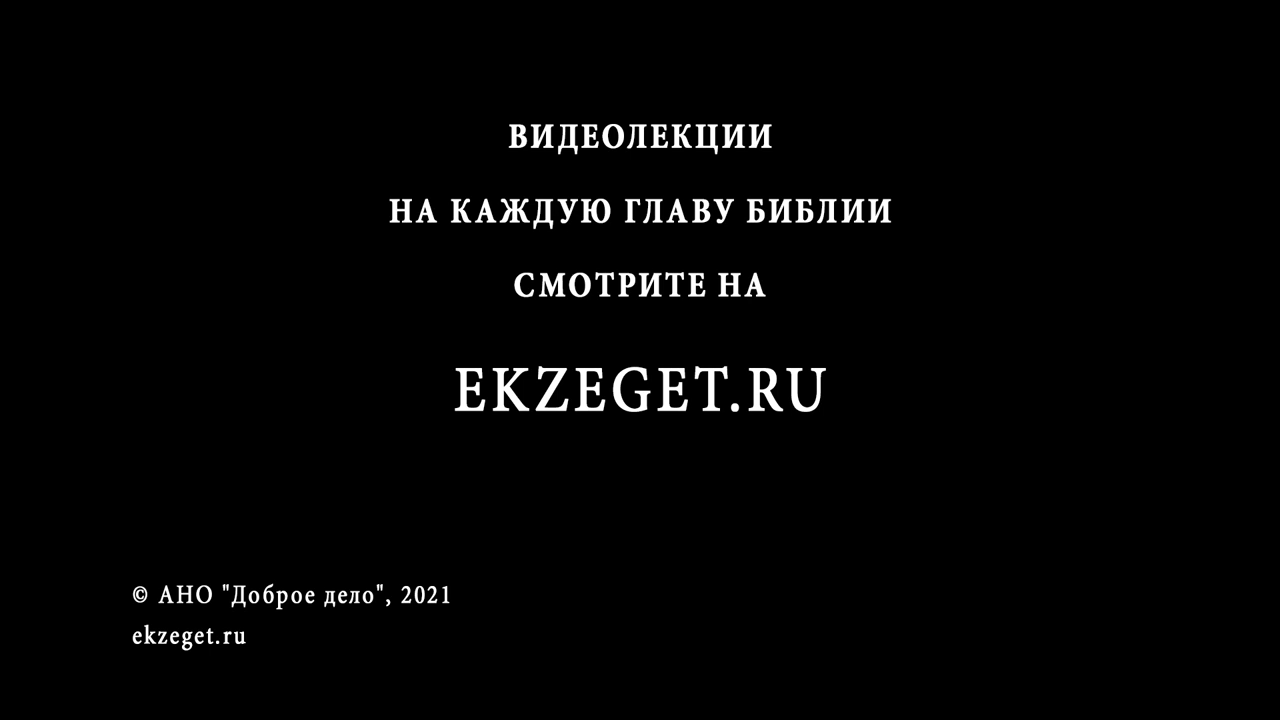 ВИДЕОЛЕКЦИИ
НА КАЖДУЮ ГЛАВУ БИБЛИИ
СМОТРИТЕ НА
EKZEGET.RU
© АНО "Доброе дело", 2021
ekzeget.ru